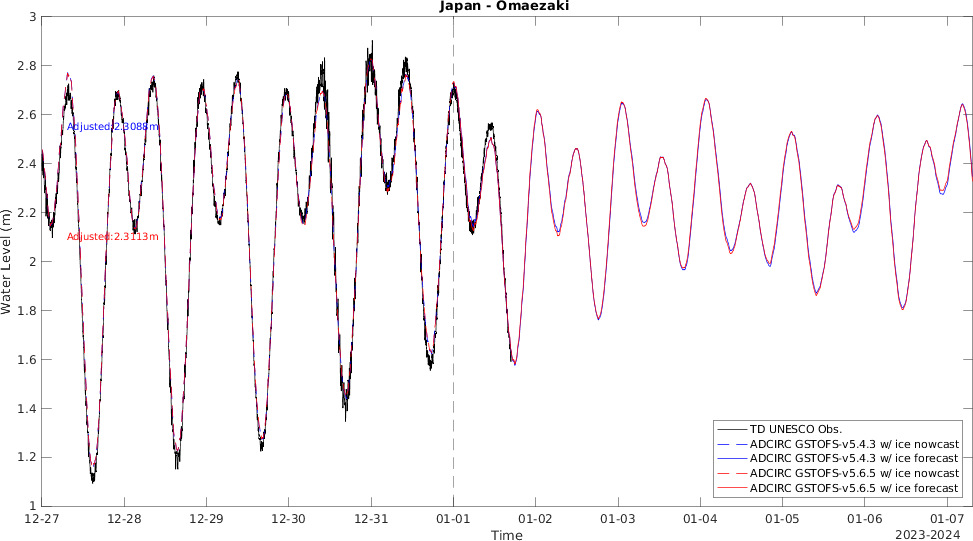 Japan - Omaezaki
Water Level (m)
3
2.8
2.6
2.4
2.2
2
1.8
1.6
1.4
1.2
1
Adjusted:2.3088m
Adjusted:2.3113m
TD UNESCO Obs.
ADCIRC GSTOFS-v5.4.3 w/ ice nowcast
ADCIRC GSTOFS-v5.4.3 w/ ice forecast
ADCIRC GSTOFS-v5.6.5 w/ ice nowcast
ADCIRC GSTOFS-v5.6.5 w/ ice forecast
12-27 12-28 12-29 12-30 12-31 01-01 01-02 01-03 01-04 01-05 01-06 01-07
Time
2023-2024